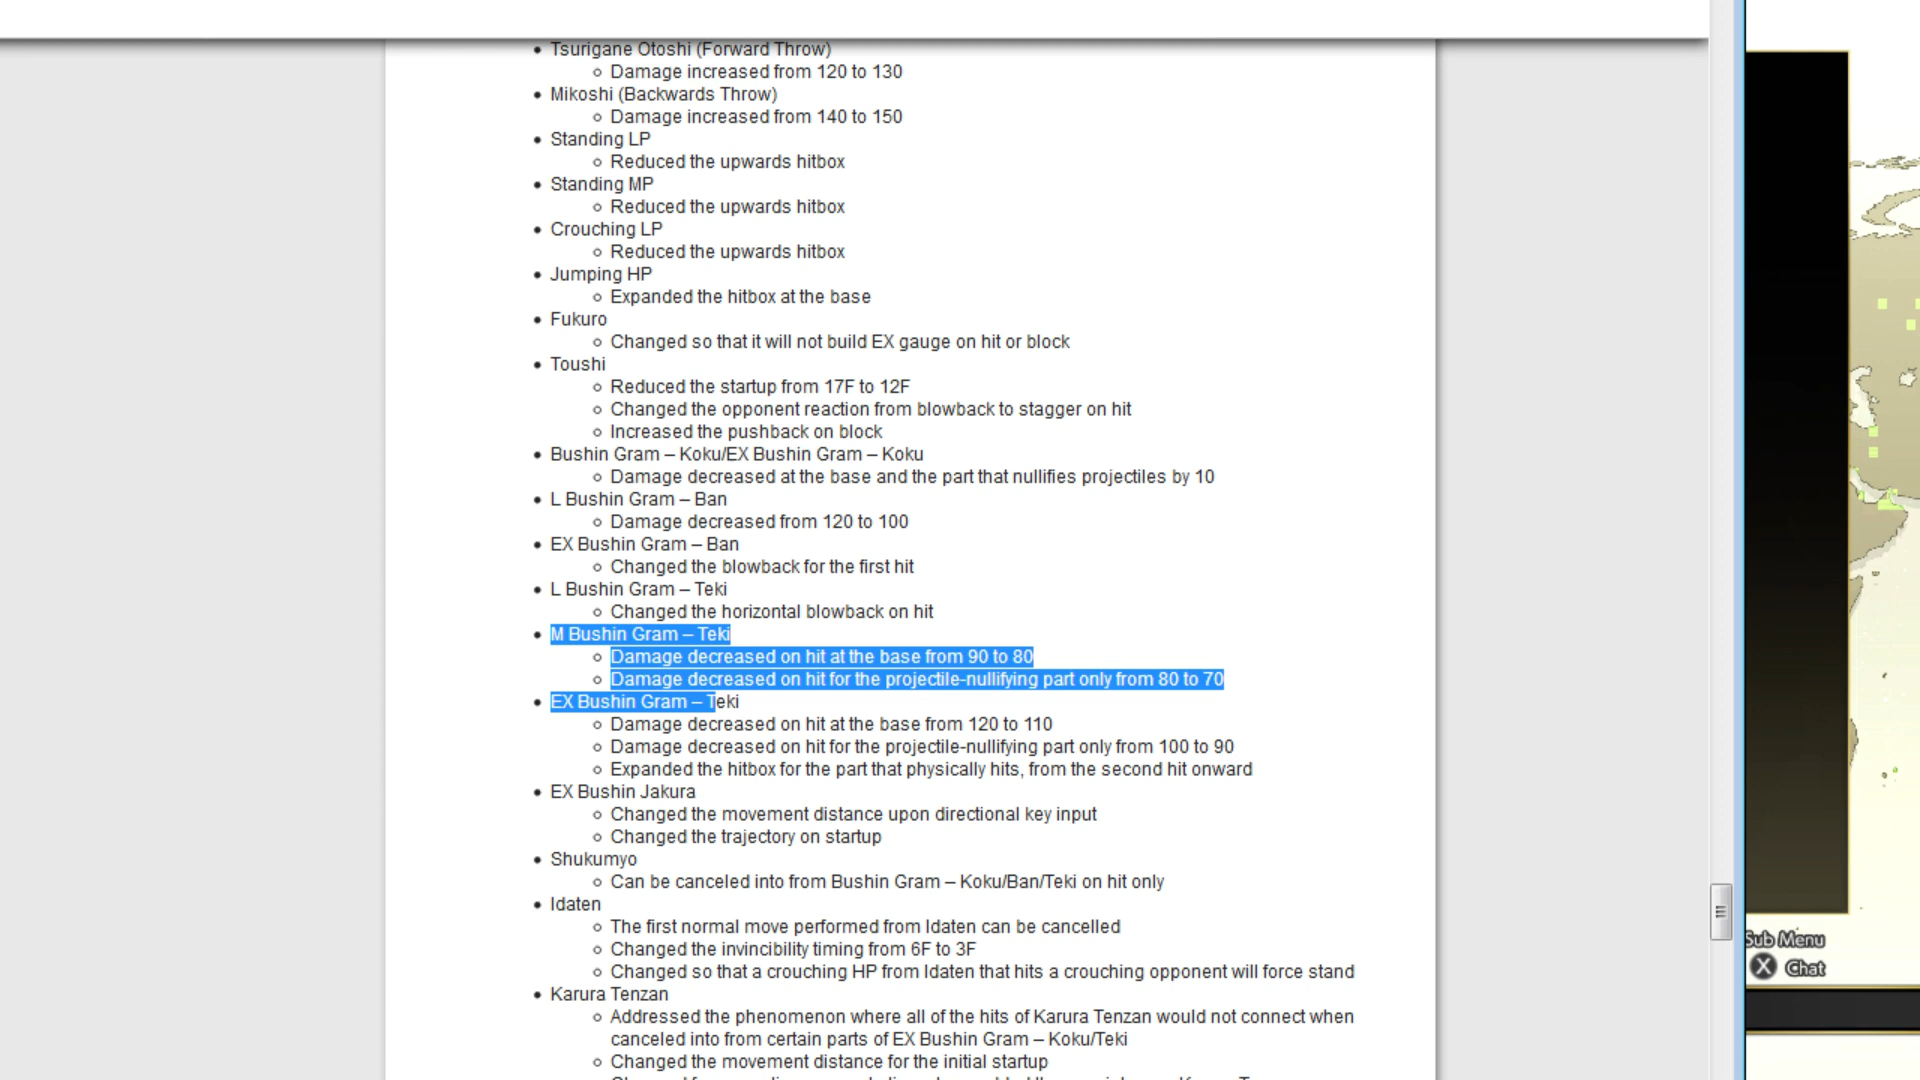 • Tsurigane Otoshi (Forward Throw)
○ Damage increased from 120 to 130
• Mikoshi (Backwards Throw)
○ Damage increased from 140 to 150
• Standing LP
○ Reduced the upwards hitbox
• Standing MP
○ Reduced the upwards hitbox
• Crouching LP
○ Reduced the upwards hitbox
• Jumping HP
○ Expanded the hitbox at the base
• Fukuro
○ Changed so that it will not build EX gauge on hit or block
• Toushi
○ Reduced the startup from 17F to 12F
○ Changed the opponent reaction from blowback to stagger on hit
○ Increased the pushback on block
• Bushin Gram – Koku/EX Bushin Gram – Koku
○ Damage decreased at the base and the part that nullifies projectiles by 10
• L Bushin Gram – Ban
○ Damage decreased from 120 to 100
• EX Bushin Gram – Ban
○ Changed the blowback for the first hit
• L Bushin Gram – Teki
○ Changed the horizontal blowback on hit
• M Bushin Gram – Teki
○ Damage decreased on hit at the base from 90 to 80
○ Damage decreased on hit for the projectile-nullifying part only from 80 to 70
• EX Bushin Gram – Teki
○ Damage decreased on hit at the base from 120 to 110
○ Damage decreased on hit for the projectile-nullifying part only from 100 to 90
○ Expanded the hitbox for the part that physically hits, from the second hit onward
• EX Bushin Jakura
○ Changed the movement distance upon directional key input
○ Changed the trajectory on startup
• Shukumyo
○ Can be canceled into from Bushin Gram – Koku/Ban/Teki on hit only
• Idaten
○ The first normal move performed from Idaten can be cancelled
○ Changed the invincibility timing from 6F to 3F
○ Changed so that a crouching HP from Idaten that hits a crouching opponent will force stand
• Karura Tenzan
○ Addressed the phenomenon where all of the hits of Karura Tenzan would not connect when
canceled into from certain parts of EX Bushin Gram – Koku/Teki
○ Changed the movement distance for the initial startup
Sub Menu
X Chat